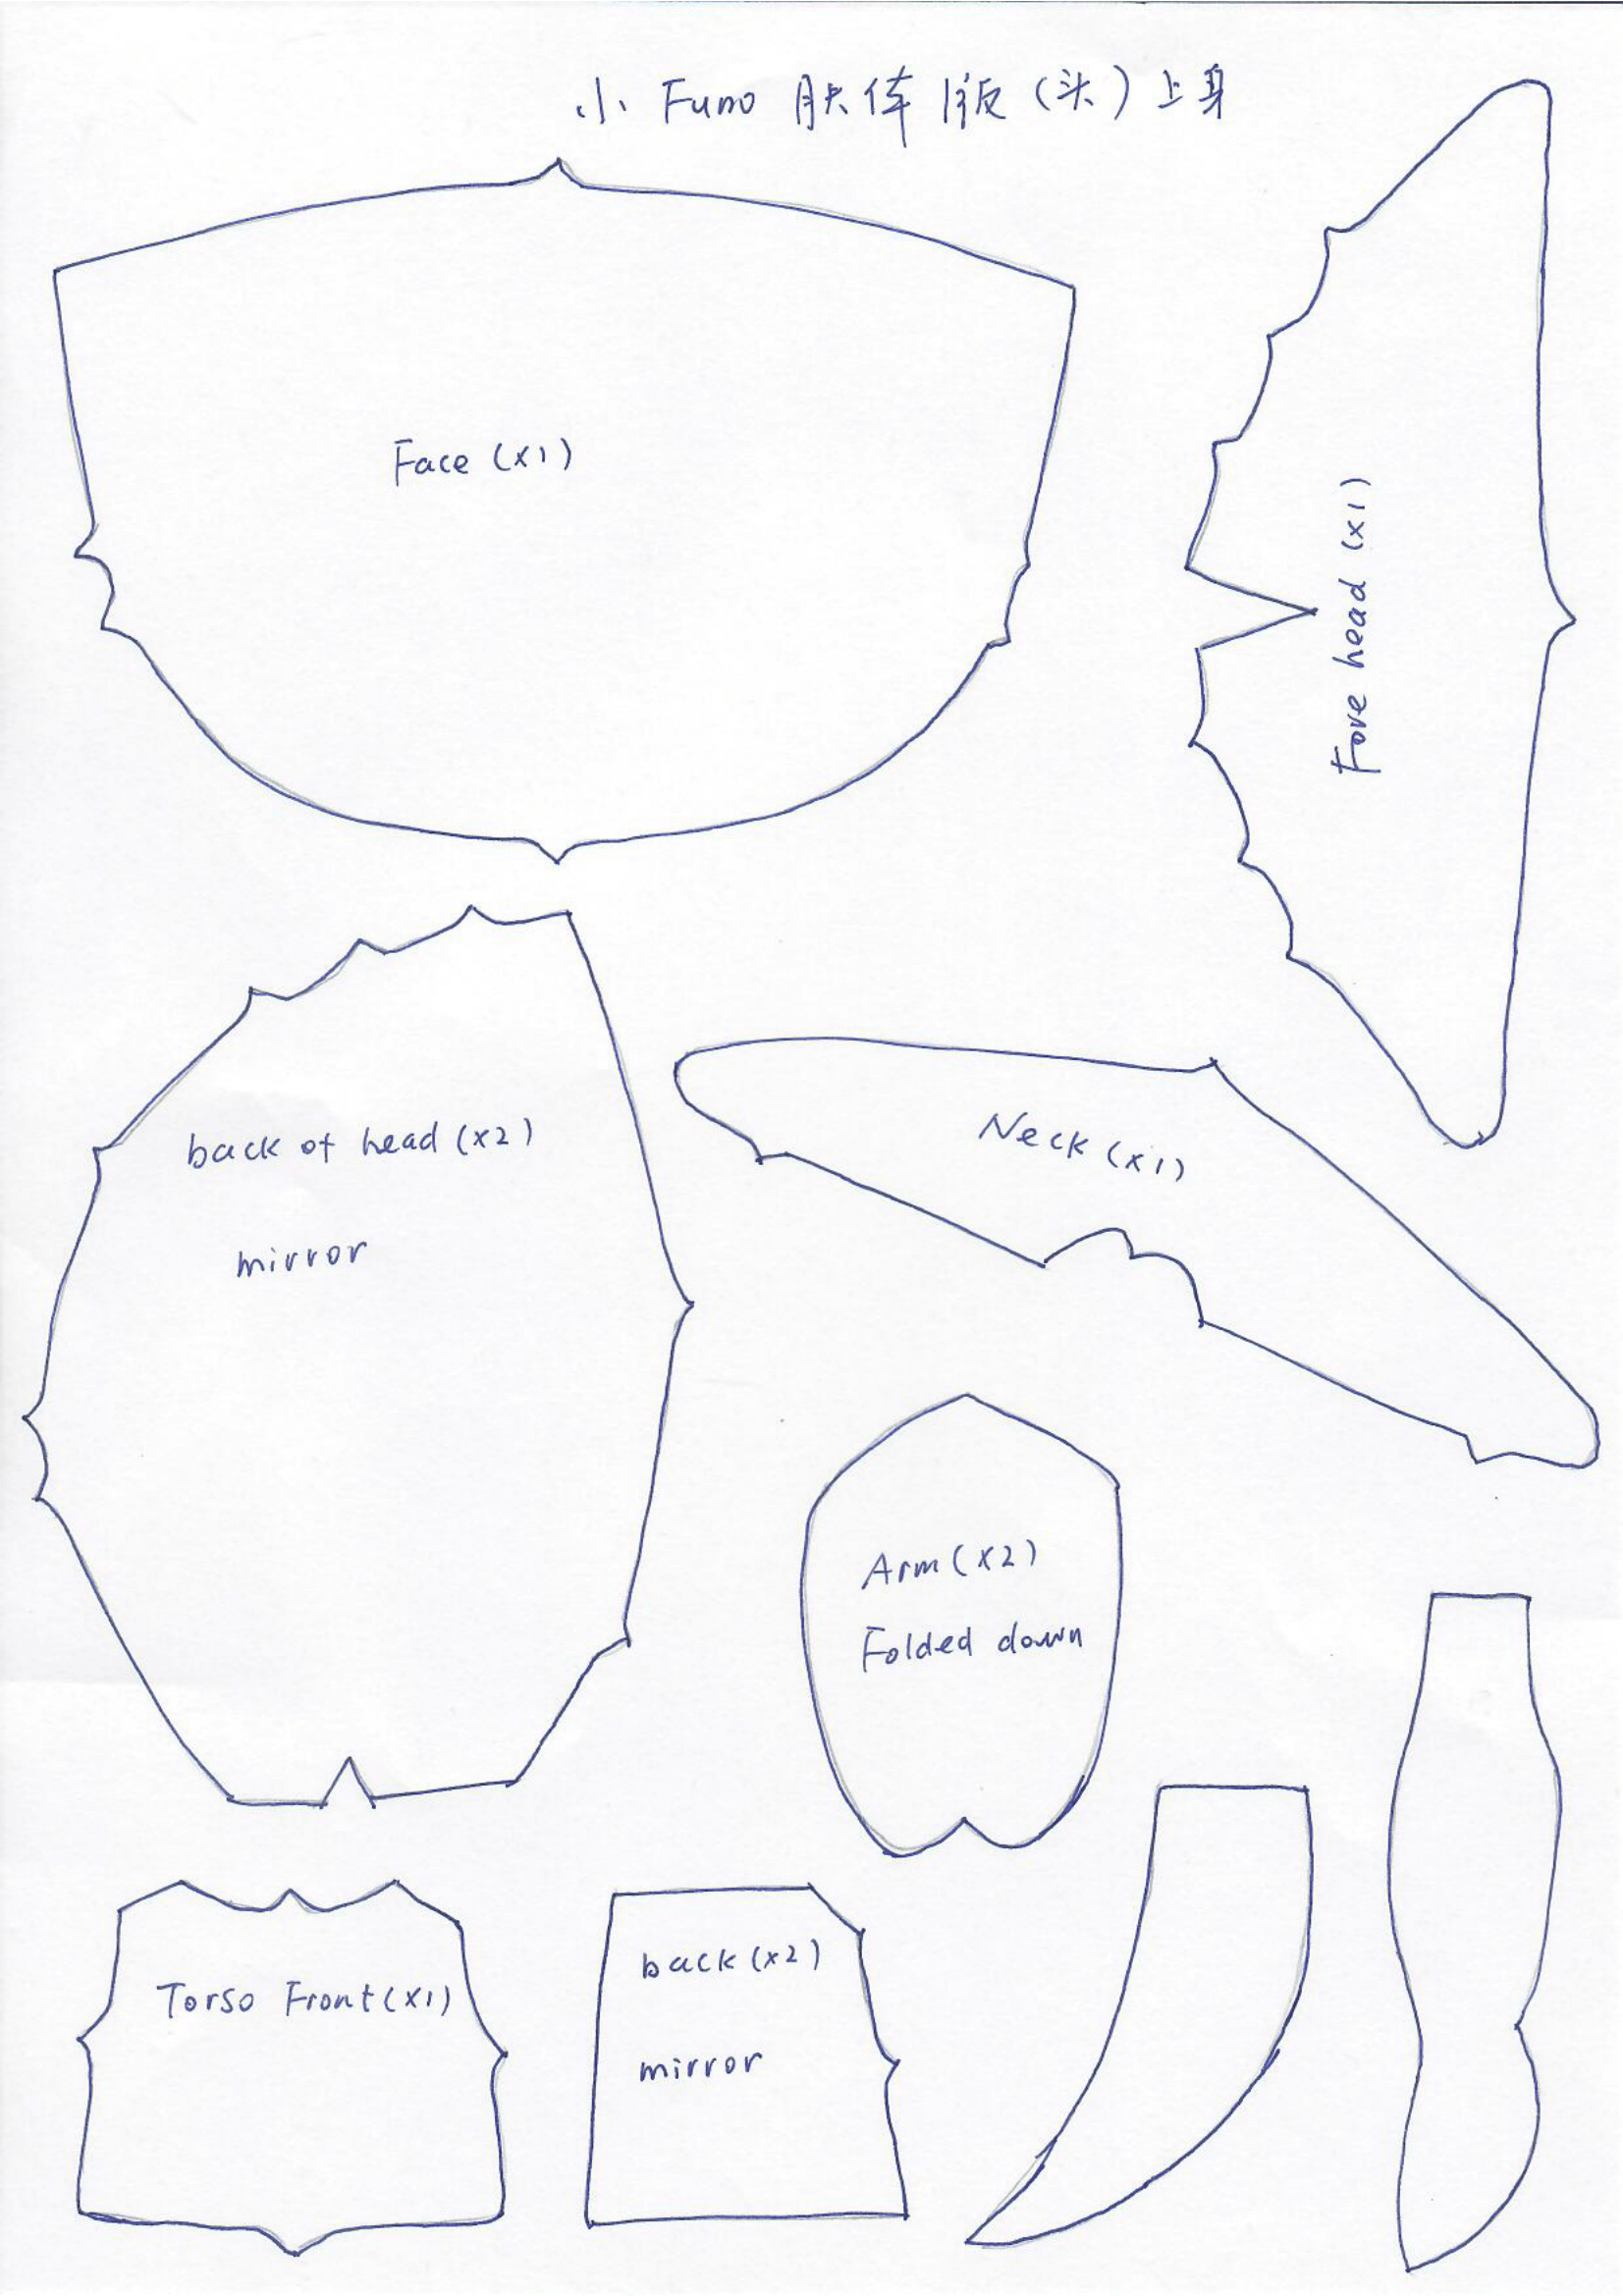 小 Fumo 肤体 版（头）上身
Face (x1)
Fore head (x1)
back of head (x2)
mirror
Neck (x1)
Arm (x2)
Folded down
Torso Front (x1)
back (x2)
mirror